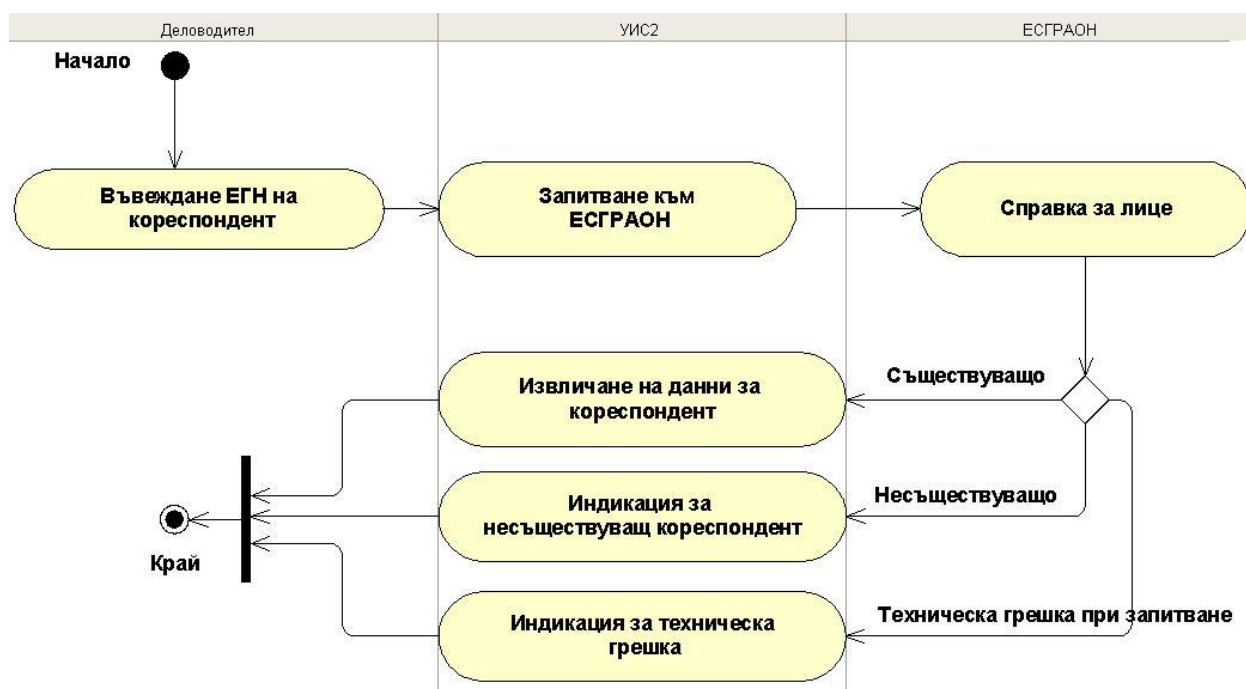 Деловодител
УИС2
ЕСГРАОН
Начало
Въвеждане ЕГН на
кореспондент
Запитване към
ЕСГРАОН
Справка за лице
Извличане на данни за
кореспондент
Съществуващо
Индикация за
несъществуващ кореспондент
Несъществуващо
Край
Индикация за техническа
грешка
Техническа грешка при запитване